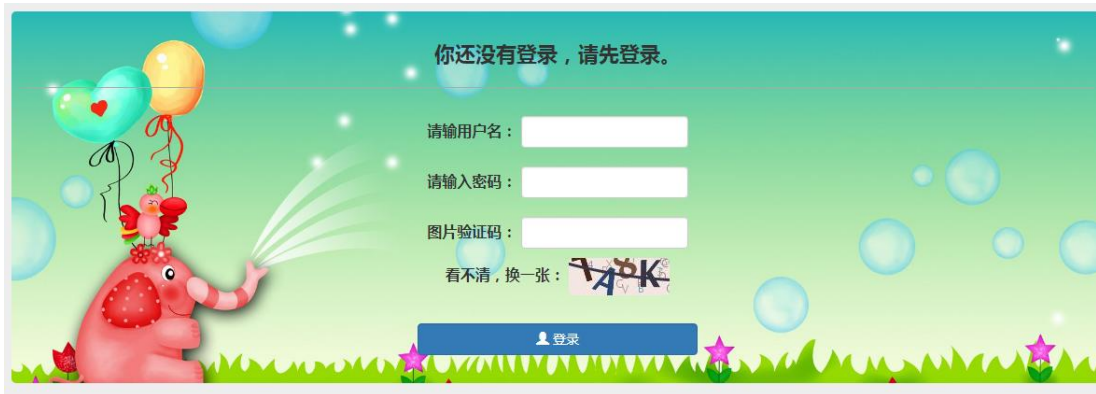 你还没有登录，请先登录。
请输用户名：
请输入密码：
图片验证码：
看不清，换一张：
登录